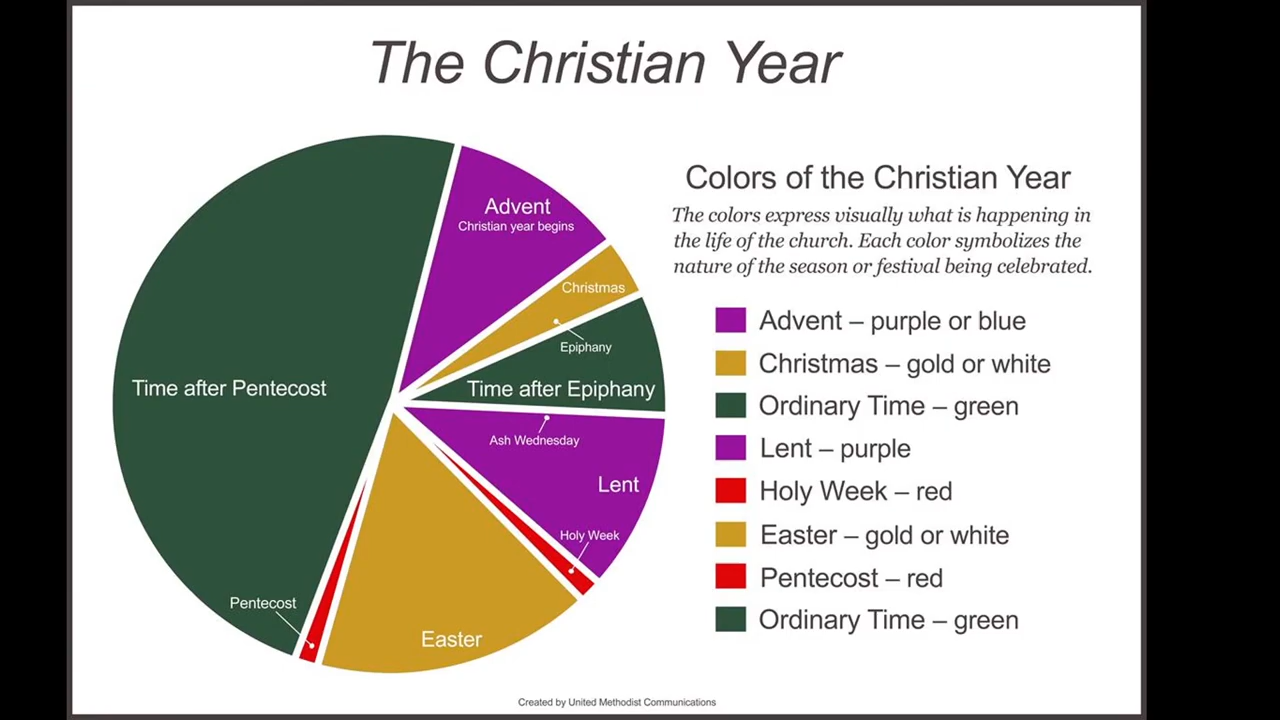 The Christian Year
Advent
Christian year begins
Christmas
Epiphany
Time after Epiphany
Ash Wednesday
Lent
Holy Week
Easter
Pentecost
Time after Pentecost
Colors of the Christian Year
The colors express visually what is happening in
the life of the church. Each color symbolizes the
nature of the season or festival being celebrated.
Advent – purple or blue
Christmas – gold or white
Ordinary Time – green
Lent – purple
Holy Week – red
Easter – gold or white
Pentecost – red
Ordinary Time – green
Created by United Methodist Communications